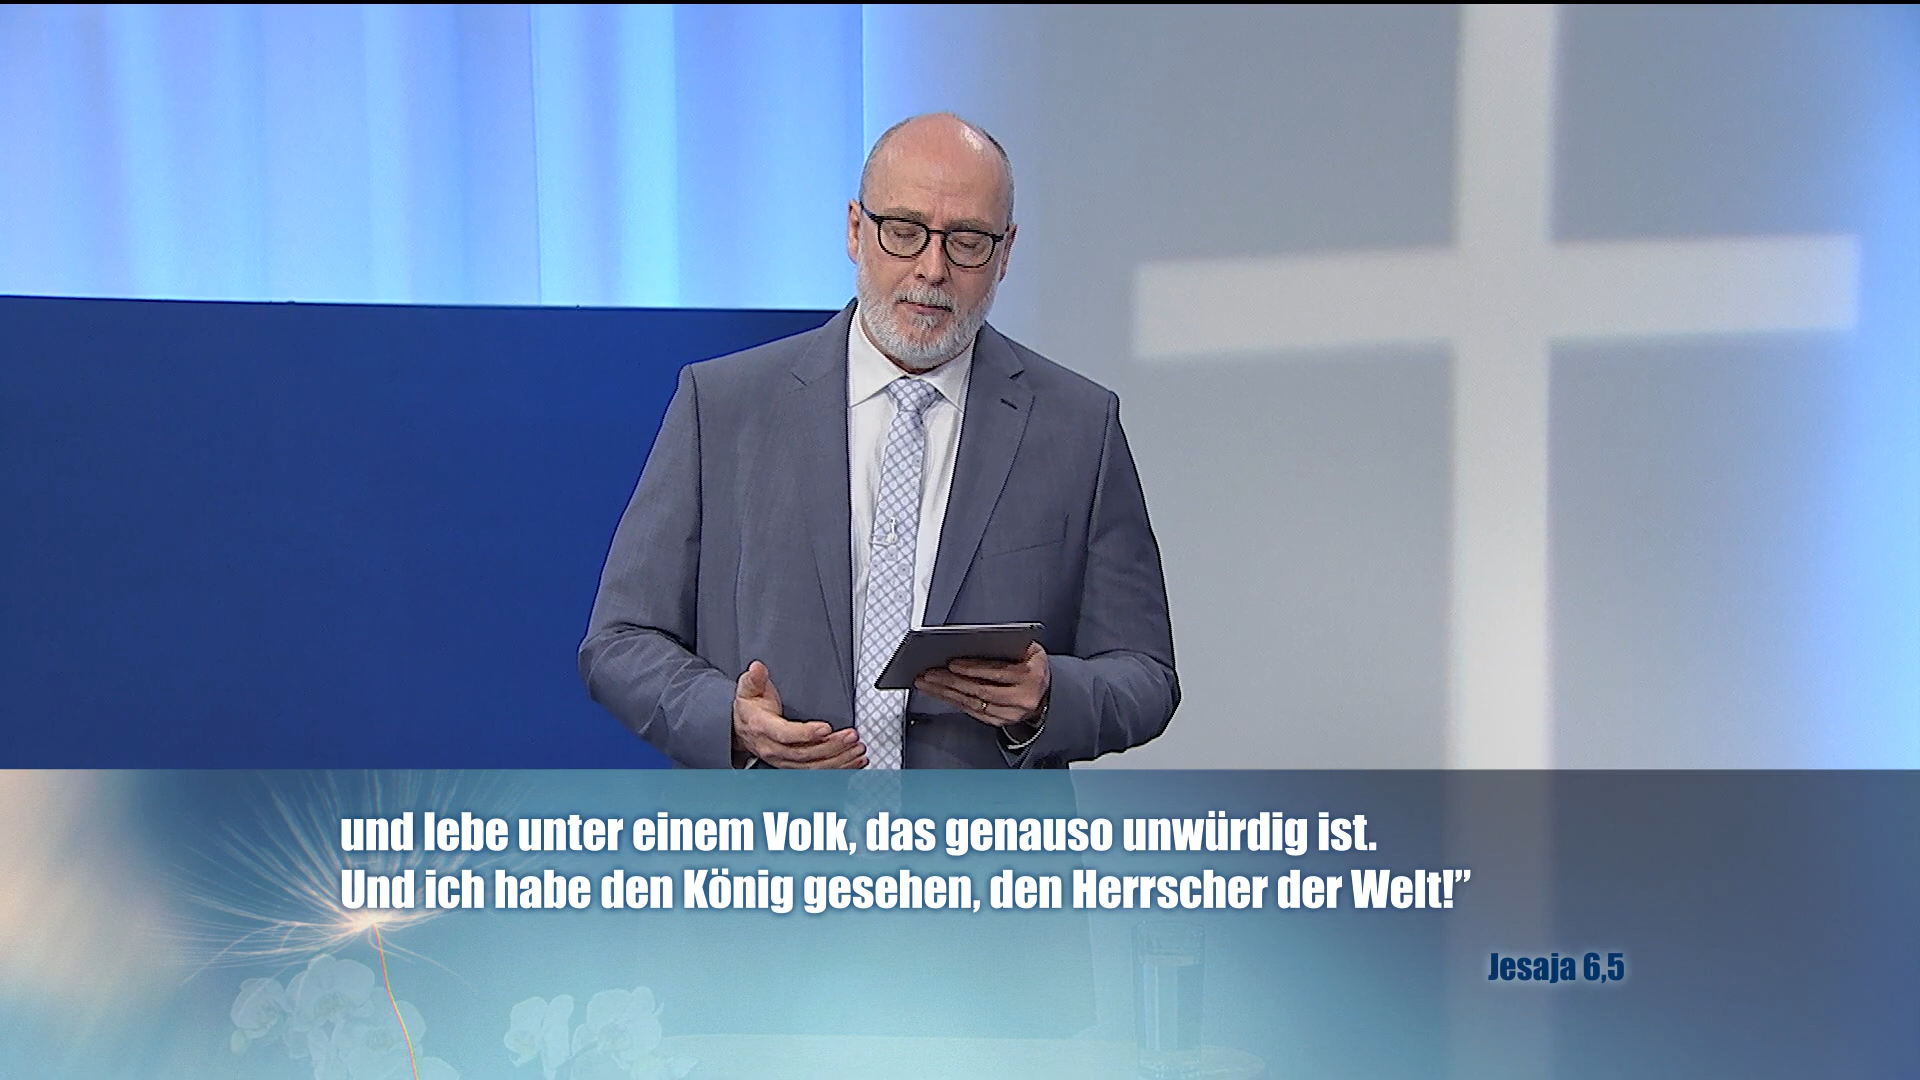 und lebe unter einem Volk, das genauso unwürdig ist.
Und ich habe den König gesehen, den Herrscher der Welt!”
Jesaja 6,5